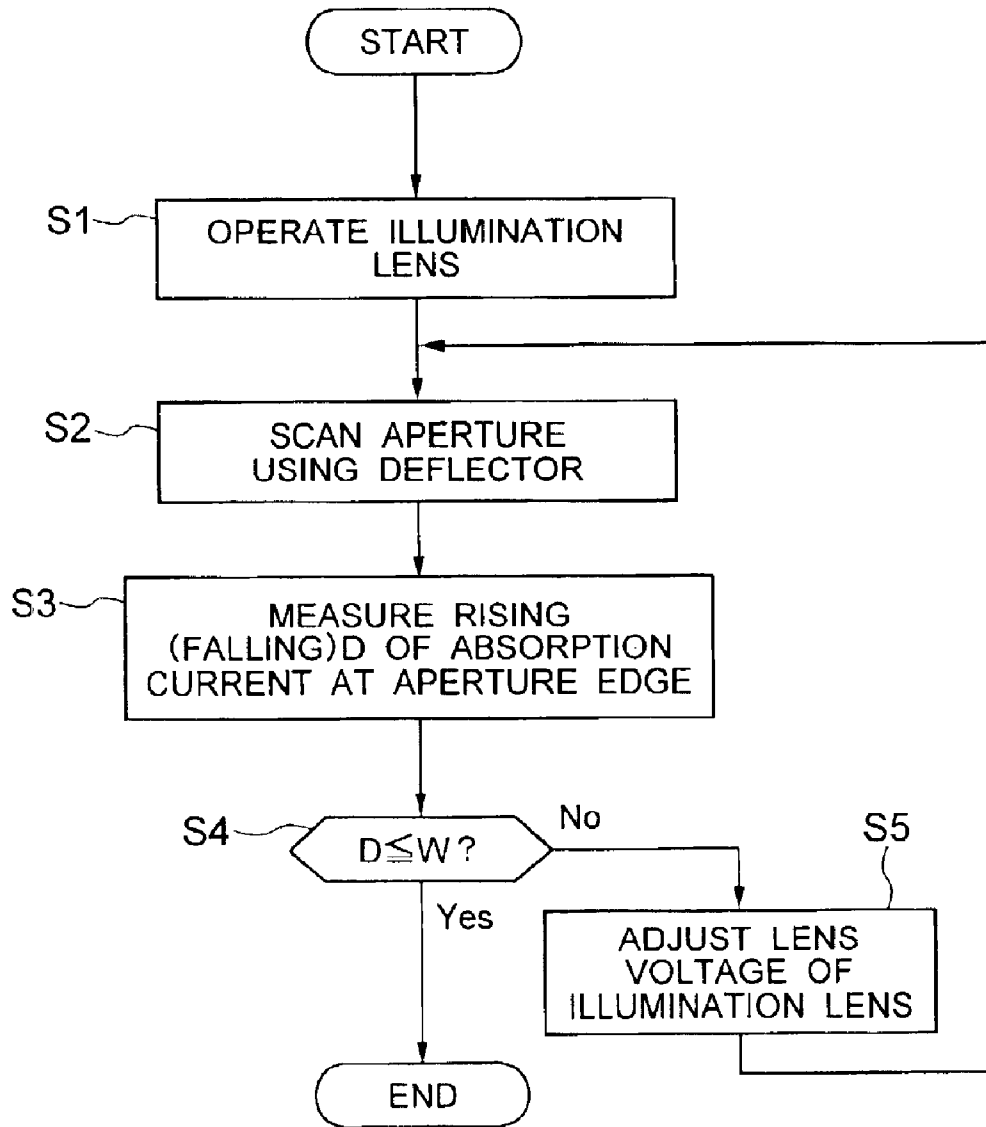 START
S1
OPERATE ILLUMINATION
LENS
S2
SCAN APERTURE
USING DEFLECTOR
S3
MEASURE RISING
(FALLING)D OF ABSORPTION
CURRENT AT APERTURE EDGE
S4
D≦W?
No
Yes
S5
ADJUST LENS
VOLTAGE OF
ILLUMINATION LENS
END